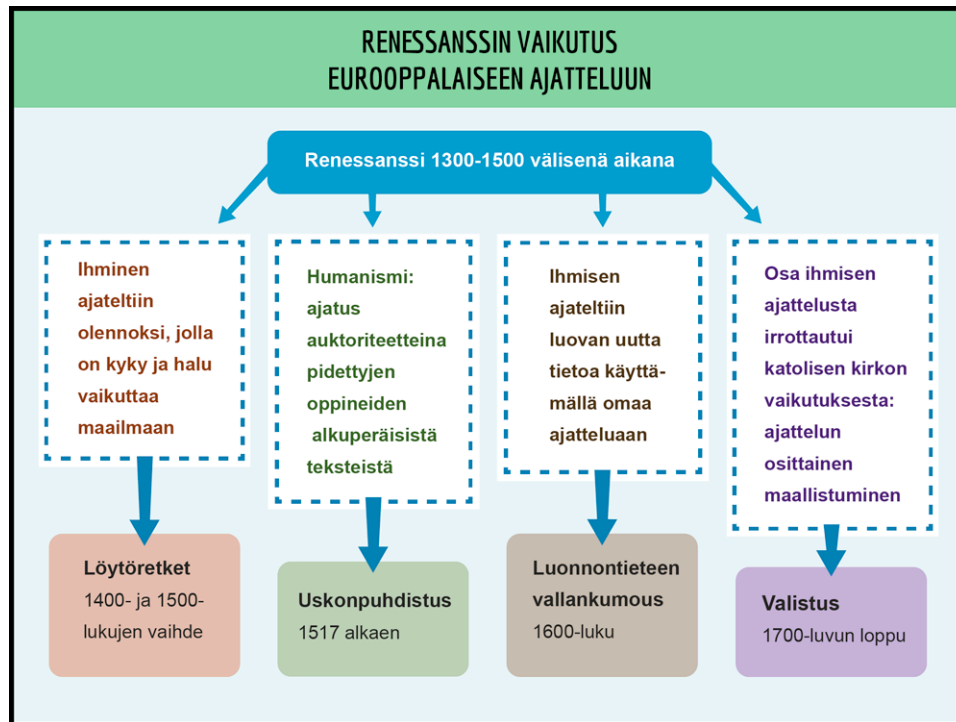 RENESSANSSIN VAIKUTUS
EUROOPPALAISEEN AJATTELUUN
Renessanssi 1300-1500 välisenä aikana
Ihminen
ajateltiin
olennoksi, jolla
on kyky ja halu
vaikuttaa
maailmaan
Humanismi:
ajatus
auktoriteetteina
pidettyjen
oppineiden
alkuperäisistä
teksteistä
Ihmisen
ajateltiin
luovan uutta
tietoa käyttä-
mällä omaa
ajatteluaan
Osa ihmisen
ajattelusta
irrottautui
katolisen kirkon
vaikutuksesta:
ajattelun
osittainen
maallistuminen
Löytöretket
1400- ja 1500-
lukujen vaihde
Uskonpuhdistus
1517 alkaen
Luonnontieteen
vallankumous
1600-luku
Valistus
1700-luvun loppu